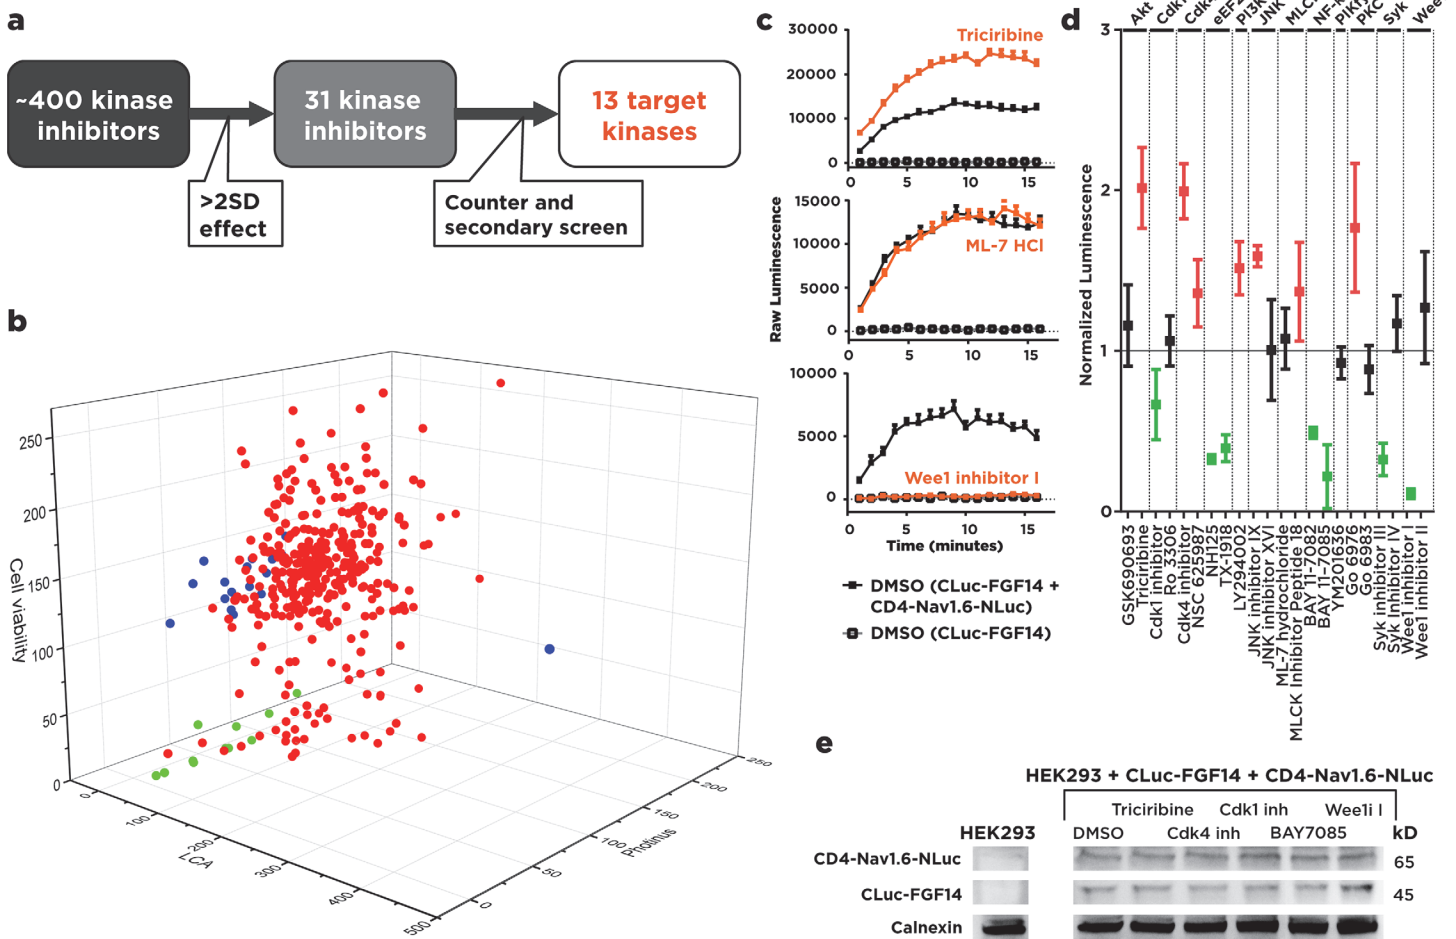 a
~400 kinase
inhibitors
31 kinase
inhibitors
13 target
kinases
>2SD
effect
Counter and
secondary screen
b
Cell viability
250
200
150
100
50
0
0
100
200
300
400
500
LCA
0
50
100
150
200
250
Photinus
c
Raw Luminescence
30000
20000
10000
0
Triciribine
0
5
10
15
15000
10000
5000
0
ML-7 HCl
0
5
10
15
10000
5000
0
Wee1 inhibitor I
0
5
10
15
Time (minutes)
DMSO (CLuc-FGF14 +
CD4-Nav1.6-NLuc)
DMSO (CLuc-FGF14)
d
Akt
JNK
PKC
Syk
Normalized Luminescence
3
2
1
0
GSK690693
Triciribine
Cdk1 inhibitor
Ro 3306
Cdk4 inhibitor
NSC 625987
NH125
TX-1918
LY294002
JNK inhibitor IX
JNK inhibitor XVI
ML-7 hydrochloride
MLCK Inhibitor Peptide 18
BAY 11-7082
BAY 11-7085
YM201636
Go 6976
Go 6983
Syk inhibitor III
Syk inhibitor IV
Wee1 inhibitor I
Wee1 inhibitor II
e
HEK293 + CLuc-FGF14 + CD4-Nav1.6-NLuc
Triciribine Cdk1 inh Wee1i I
HEK293 DMSO Cdk4 inh BAY7085 kD
CD4-Nav1.6-NLuc 65
CLuc-FGF14 45
Calnexin